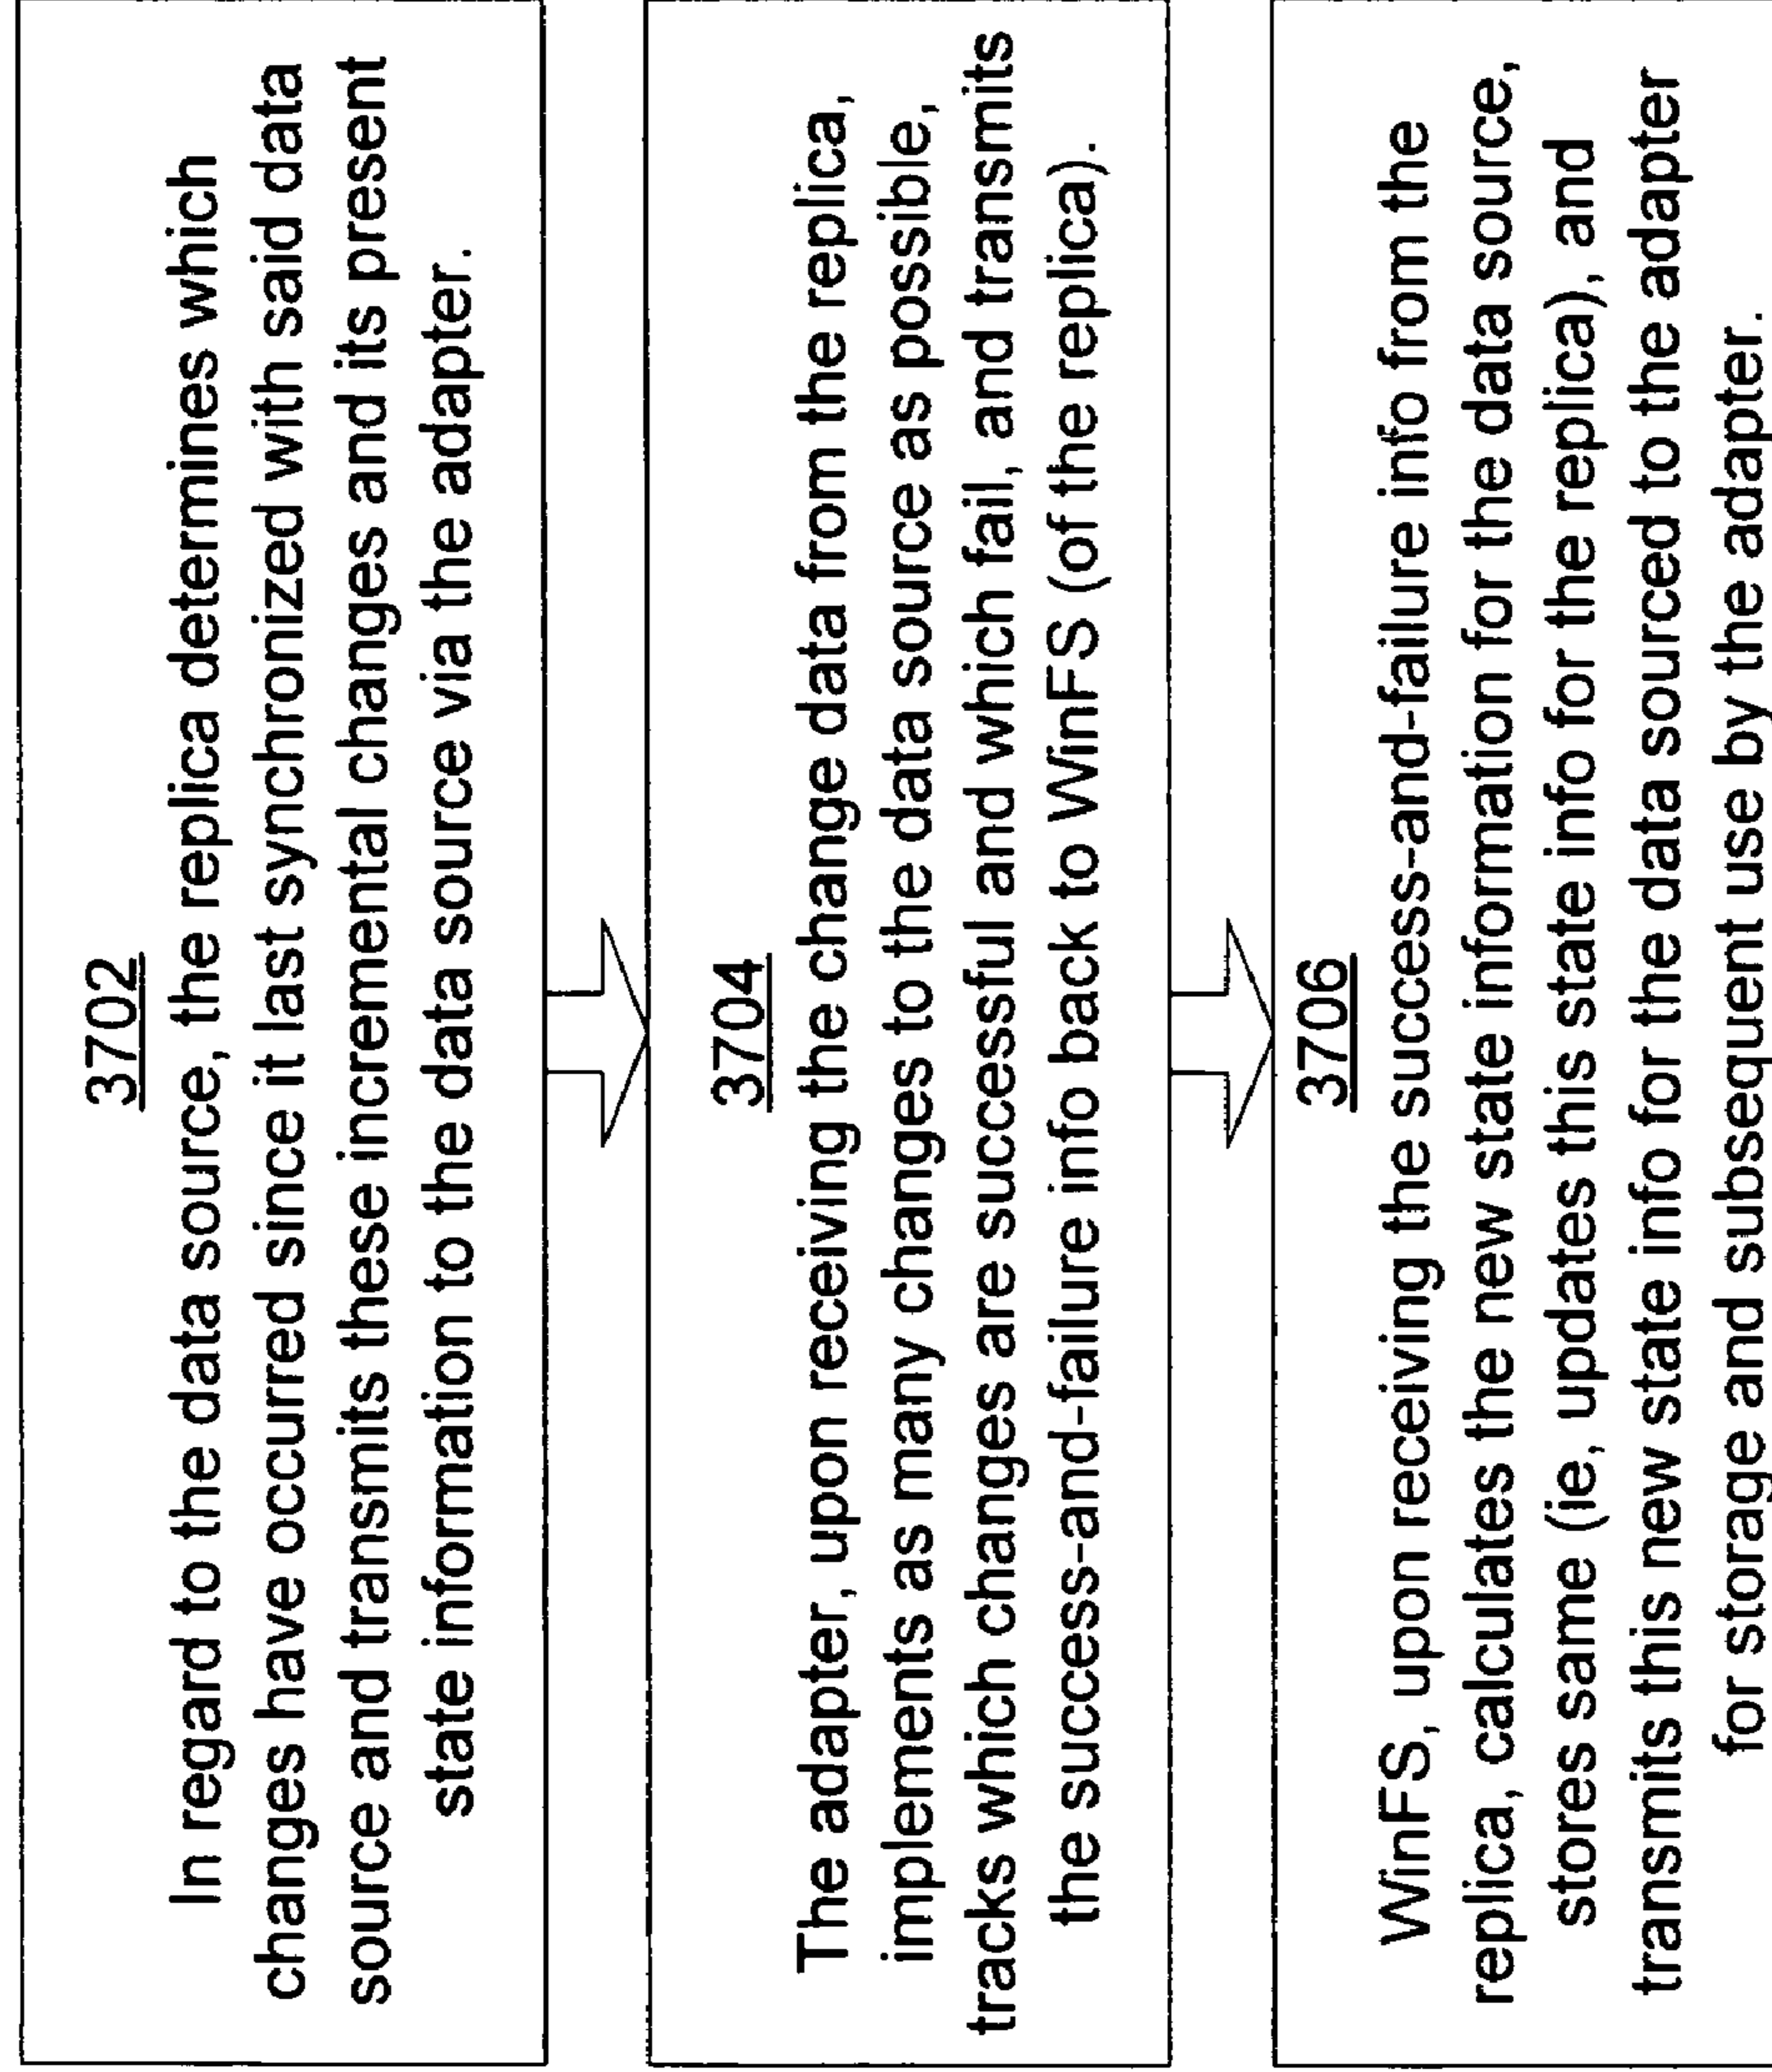 3702
In regard to the data source, the replica determines which
changes have occurred since it last synchronized with said data
source and transmits these incremental changes and its present
state information to the data source via the adapter.
3704
The adapter, upon receiving the change data from the replica,
implements as many changes to the data source as possible,
tracks which changes are successful and which fail, and transmits
the success-and-failure info back to WinFS (of the replica).
3706
WinFS, upon receiving the success-and-failure info from the
replica, calculates the new state information for the data source,
stores same (ie, updates this state info for the replica), and
transmits this new state info for the data sourced to the adapter
for storage and subsequent use by the adapter.